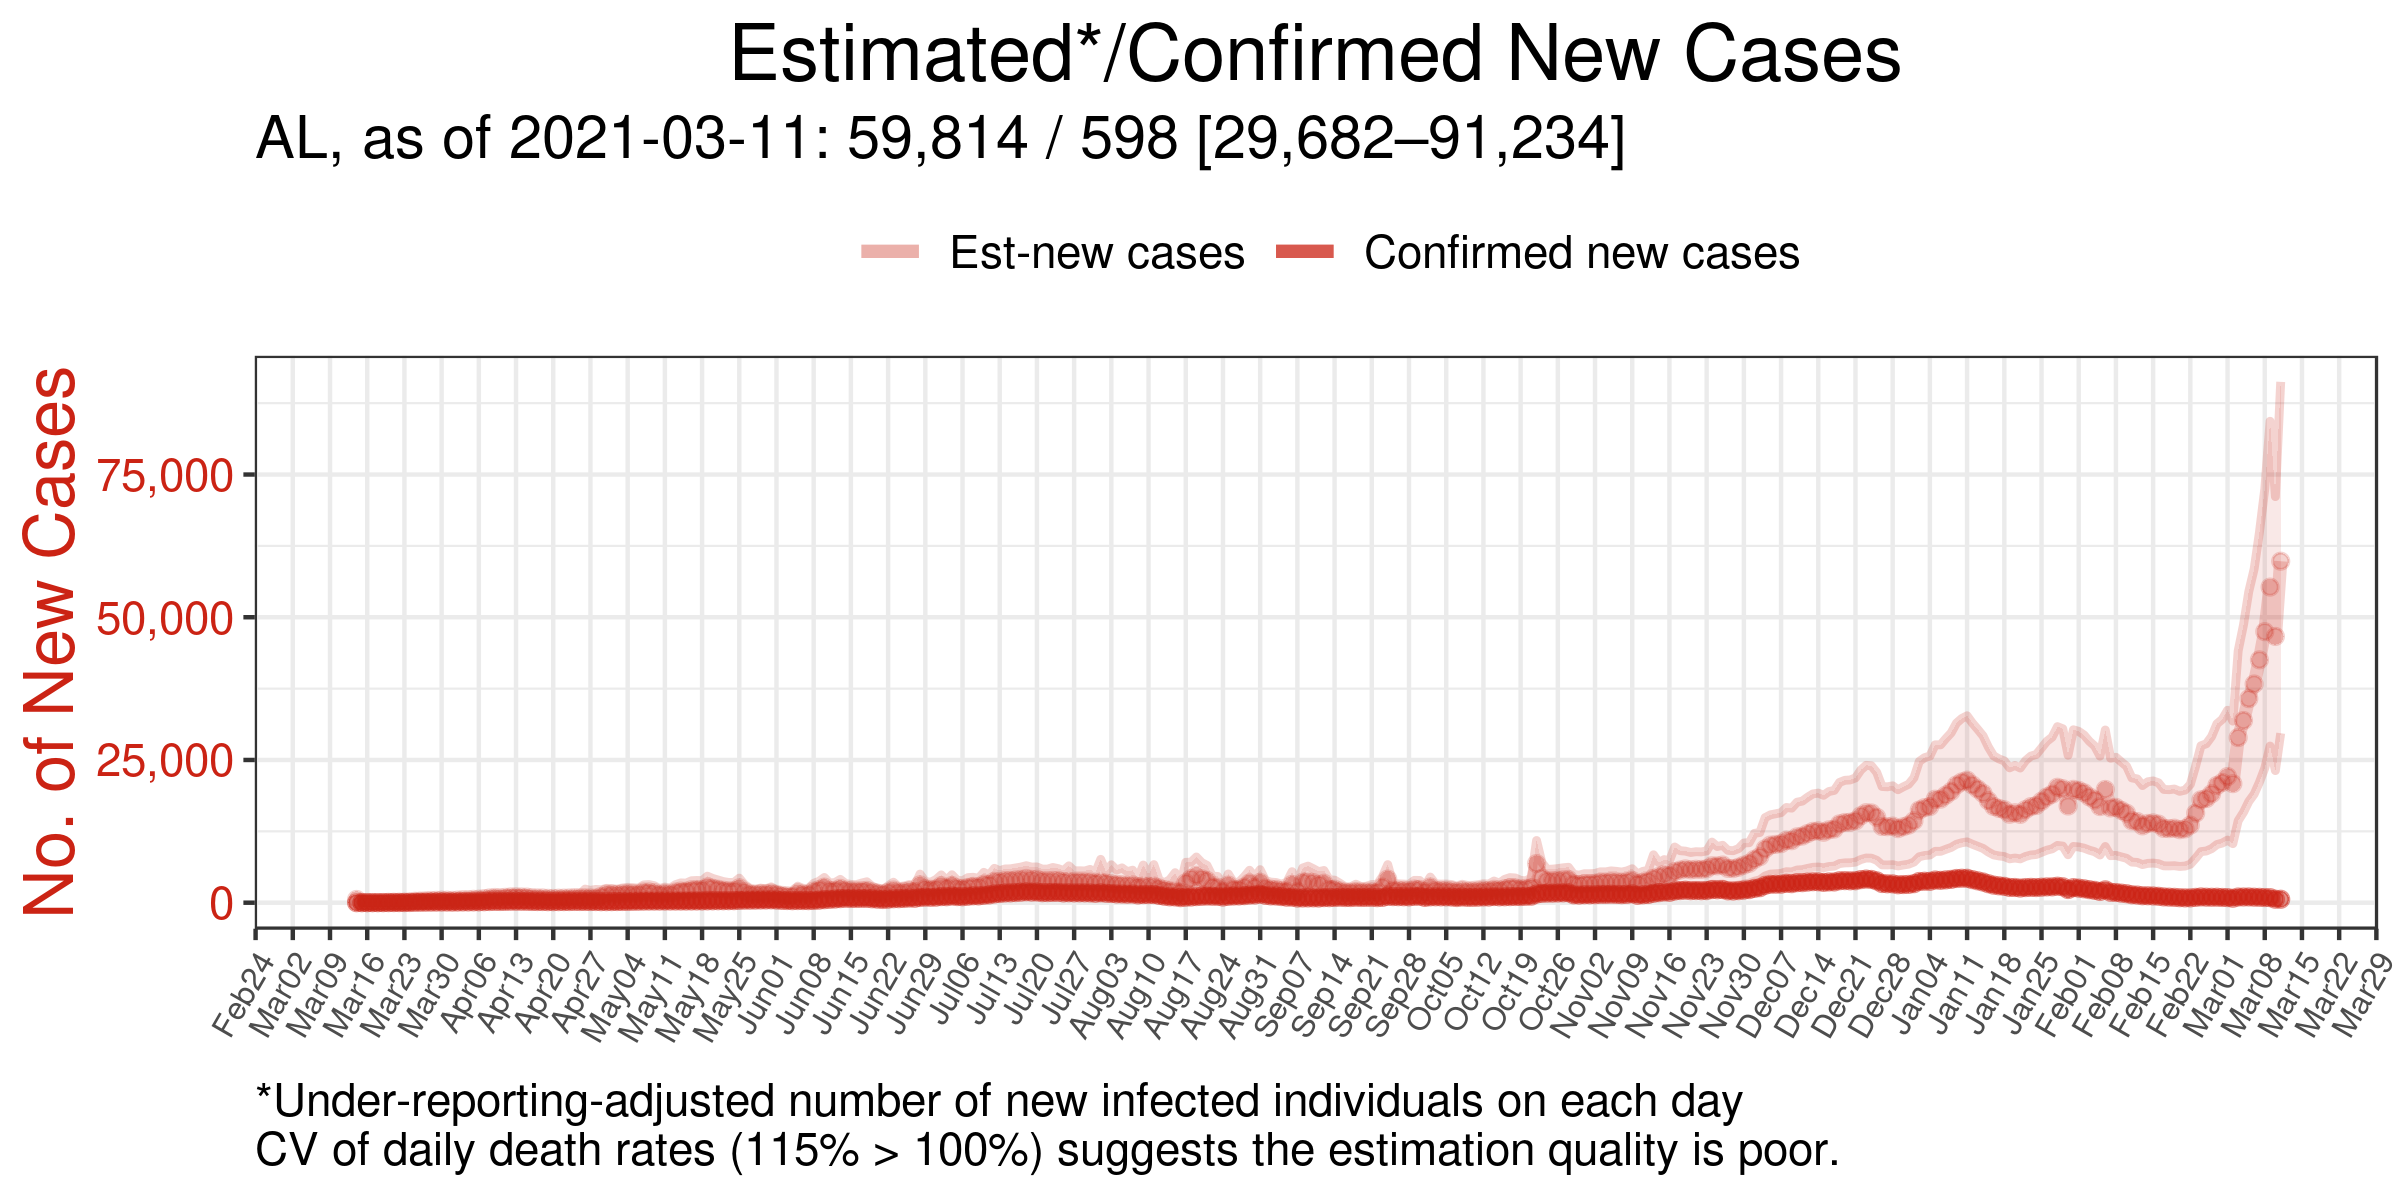 Estimated*/Confirmed New Cases
AL, as of 2021-03-11: 59,814 / 598 [29,682–91,234]
Est-new cases
Confirmed new cases
No. of New Cases
75,000
50,000
25,000
0
Feb24
Mar02
Mar09
Mar16
Mar23
Mar30
Apr06
Apr13
Apr20
Apr27
May04
May11
May18
May25
Jun01
Jun08
Jun15
Jun22
Jun29
Jul06
Jul13
Jul20
Jul27
Aug03
Aug10
Aug17
Aug24
Aug31
Sep07
Sep14
Sep21
Sep28
Oct05
Oct12
Oct19
Oct26
Nov02
Nov09
Nov16
Nov23
Nov30
Dec07
Dec14
Dec21
Dec28
Jan04
Jan11
Jan18
Jan25
Feb01
Feb08
Feb15
Feb22
Mar01
Mar08
Mar15
Mar22
Mar29
*Under-reporting-adjusted number of new infected individuals on each day
CV of daily death rates (115% > 100%) suggests the estimation quality is poor.